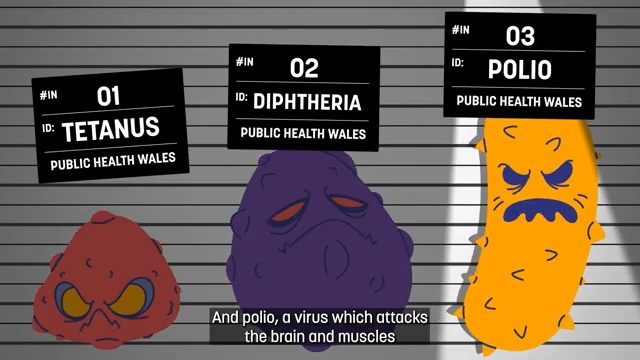 #IN 01
ID: TETANUS
PUBLIC HEALTH WALES
#IN 02
ID: DIPHTHERIA
PUBLIC HEALTH WALES
#IN 03
ID: POLIO
PUBLIC HEALTH WALES
And polio, a virus which attacks
the brain and muscles